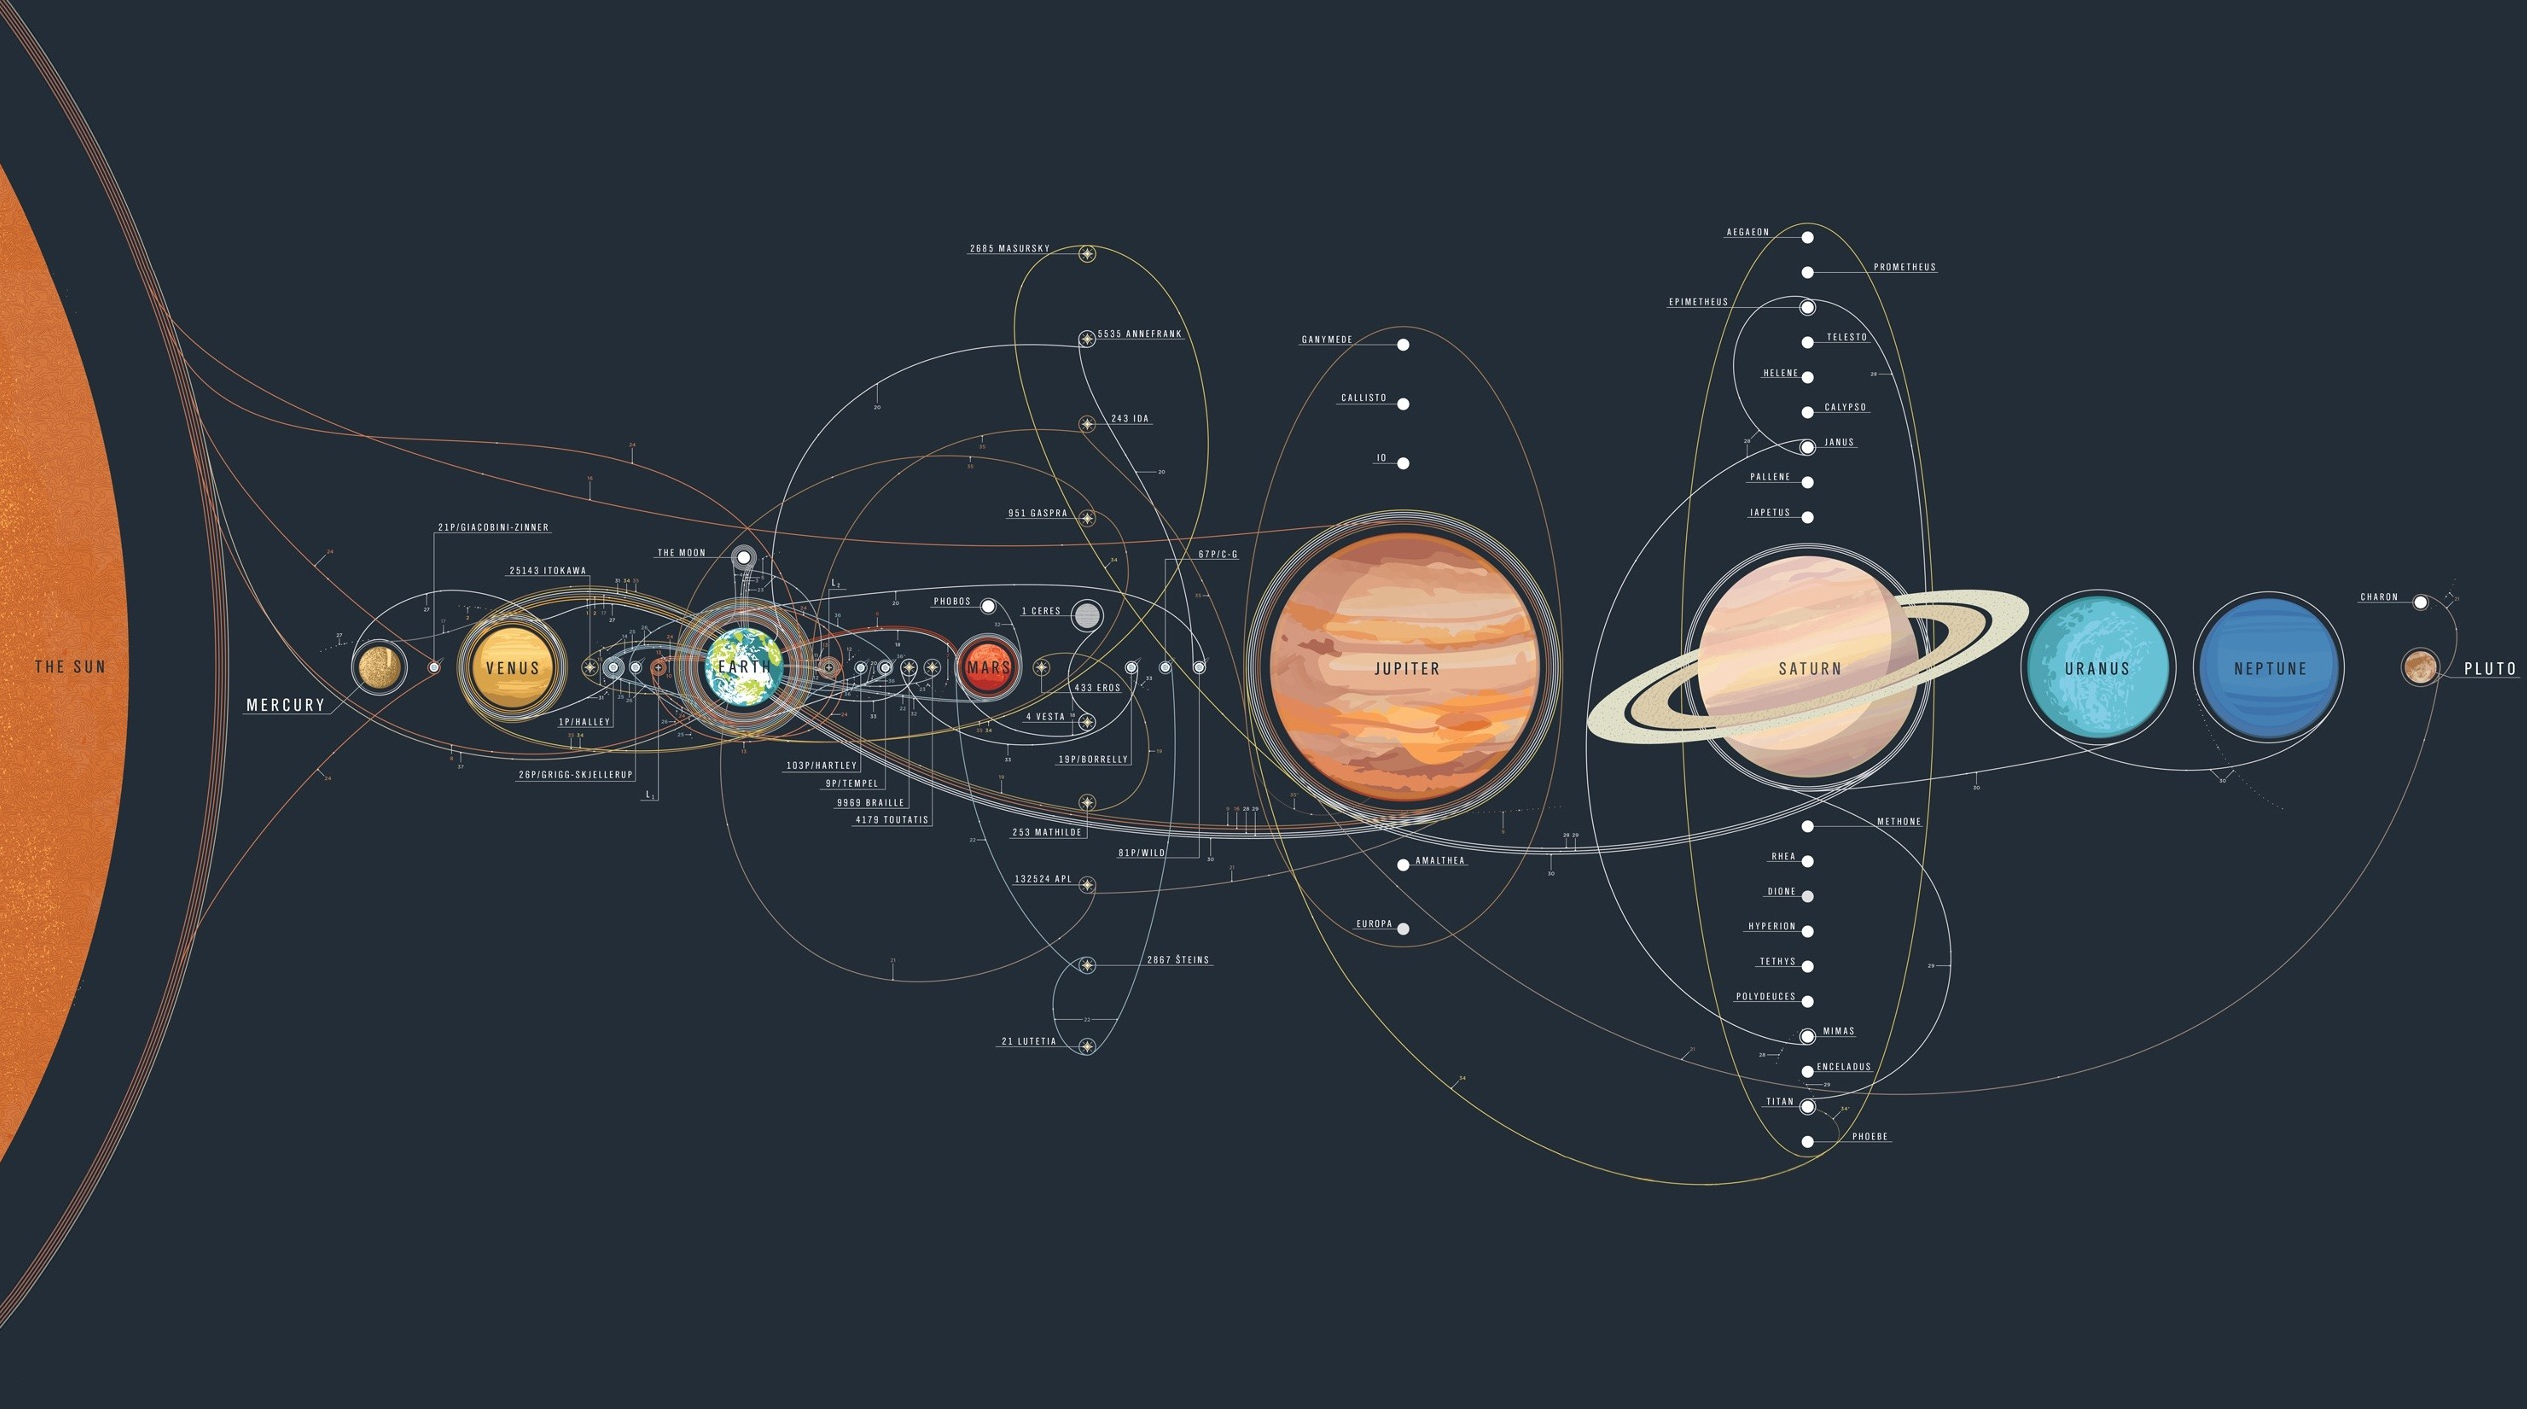 2685 MASURSKY
5535 ANNEFRANK
243 IDA
951 GASPRA
67P/C-G
21P/GIACOBINI-ZINNER
25143 ITOKAWA
THE MOON
L2
PHOBOS
1 CERES
THE SUN
MERCURY
VENUS
EARTH
MARS
433 EROS
4 VESTA
1P/HALLEY
26P/GRIGG-SKJELLERUP
L1
103P/HARTLEY
9P/TEMPEL
9969 BRAILLE
4179 TOUTATIS
19P/BORRELLY
253 MATHILDE
81P/WILD
132524 APL
2867 ŠTEINS
21 LUTETIA
GANYMEDE
CALLISTO
IO
JUPITER
AMALTHEA
EUROPA
AEGAEON
PROMETHEUS
EPIMETHEUS
TELESTO
HELENE
CALYPSO
JANUS
PALLENE
IAPETUS
SATURN
METHONE
RHEA
DIONE
HYPERION
TETHYS
POLYDEUCES
MIMAS
ENCELADUS
TITAN
PHOEBE
URANUS
NEPTUNE
CHARON
PLUTO